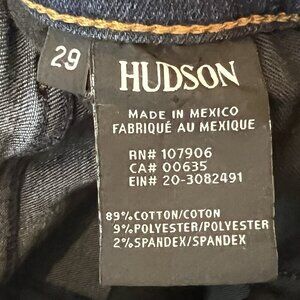 29
HUDSON
MADE IN MEXICO
FABRIQUÉ AU MEXIQUE
RN# 107906
CA# 00635
EIN# 20-3082491
89%COTTON/COTON
9%POLYESTER/POLYESTER
2%SPANDEX/SPANDEX